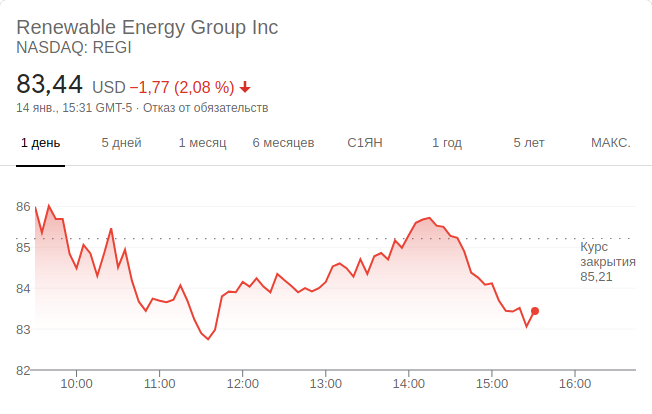 Renewable Energy Group Inc
NASDAQ: REGI
83,44 USD −1,77 (2,08 %)
14 янв., 15:31 GMT-5 · Отказ от обязательств
1 день 5 дней 1 месяц 6 месяцев С1ЯН 1 год 5 лет МАКС.
86
85
84
83
82
Курс
закрытия
85,21
10:00 11:00 12:00 13:00 14:00 15:00 16:00